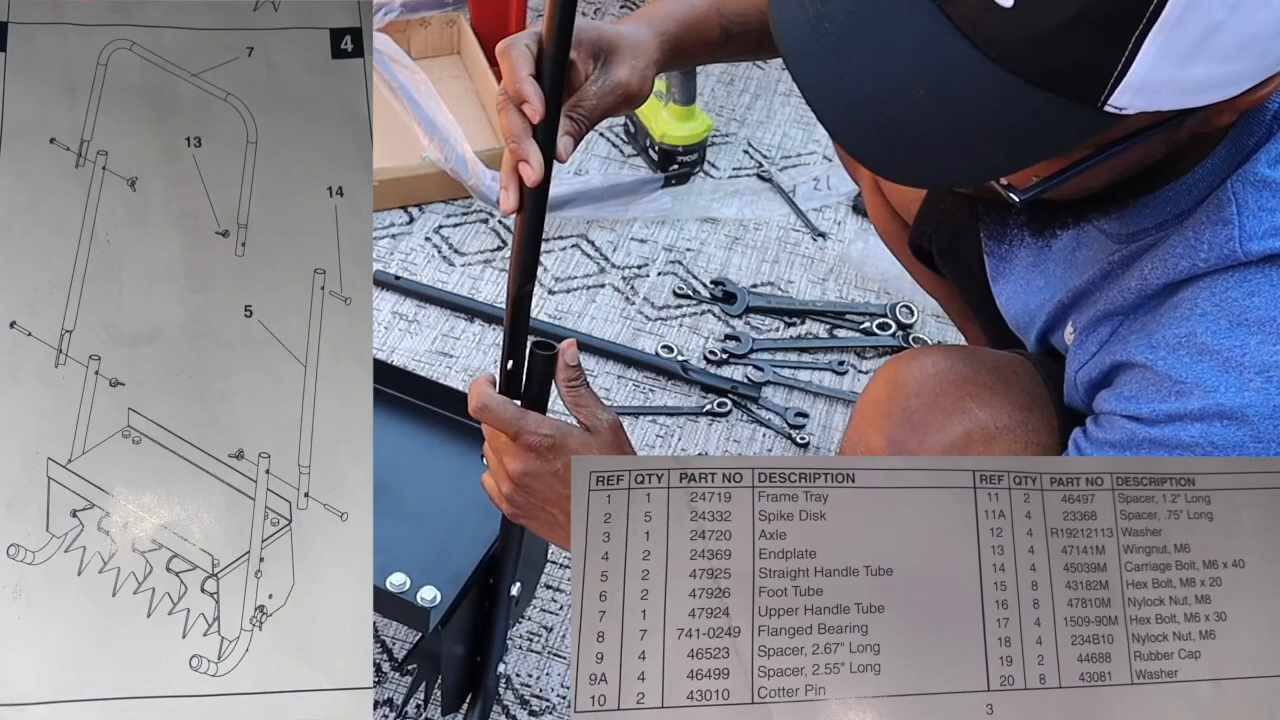 4
7
13
14
5
RYOBI
13
REF QTY PART NO DESCRIPTION
1 1 24719 Frame Tray
2 5 24332 Spike Disk
3 1 24720 Axle
4 2 24369 Endplate
5 2 47925 Straight Handle Tube
6 2 47926 Foot Tube
7 1 47924 Upper Handle Tube
8 7 741-0249 Flanged Bearing
9 4 46523 Spacer, 2.67" Long
9A 4 46499 Spacer, 2.55" Long
10 2 43010 Cotter Pin
REF QTY PART NO DESCRIPTION
11 2 46497 Spacer, 1.2" Long
11A 4 23368 Spacer, .75" Long
12 4 R19212113 Washer
13 4 47141M Wingnut, M6
14 4 45039M Carriage Bolt, M6 x 40
15 8 43182M Hex Bolt, M8 x 20
16 8 47810M Nylock Nut, M8
17 4 1509-90M Hex Bolt, M6 x 30
18 4 234B10 Nylock Nut, M6
19 2 44688 Rubber Cap
20 8 43081 Washer
3